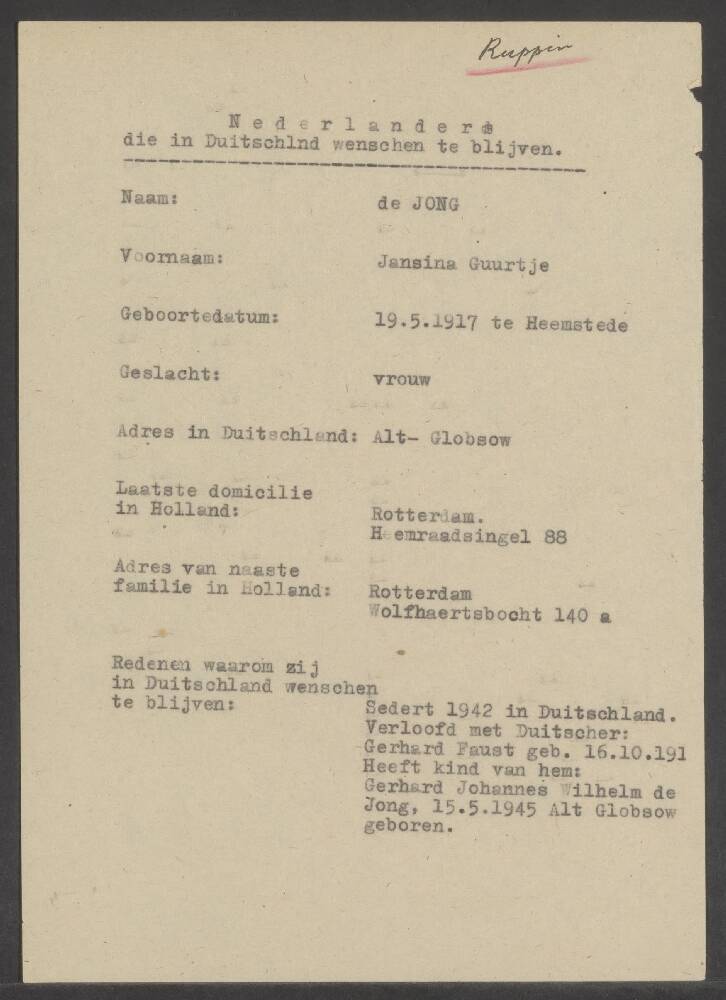 Ruppin
Nederlanders
die in Duitschlnd wenschen te blijven.
Naam: de JONG
Voornaam: Jansina Guurtje
Geboortedatum: 19.5.1917 te Heemstede
Geslacht: vrouw
Adres in Duitschland: Alt- Globsow
Laatste domicilie
in Holland: Rotterdam.
Heemraadsingel 88
Adres van naaste
familie in Holland: Rotterdam
Wolfhaertsbocht 140 a
Redenen waarom zij
in Duitschland wenschen
te blijven: Sedert 1942 in Duitschland.
Verloofd met Duitscher:
Gerhard Faust geb. 16.10.191
Heeft kind van hem:
Gerhard Johannes Wilhelm de
Jong, 15.5.1945 Alt Globsow
geboren.